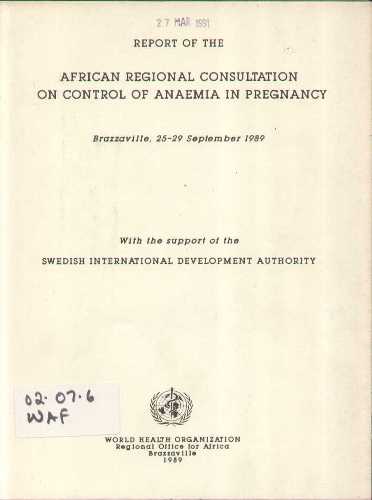 27 MAR 1991
REPORT OF THE
AFRICAN REGIONAL CONSULTATION
ON CONTROL OF ANAEMIA IN PREGNANCY
Brazzaville, 25-29 September 1989
With the support of the
SWEDISH INTERNATIONAL DEVELOPMENT AUTHORITY
02.07.6
WAF
WORLD HEALTH ORGANIZATION
Regional Office for Africa
Brazzaville
1989